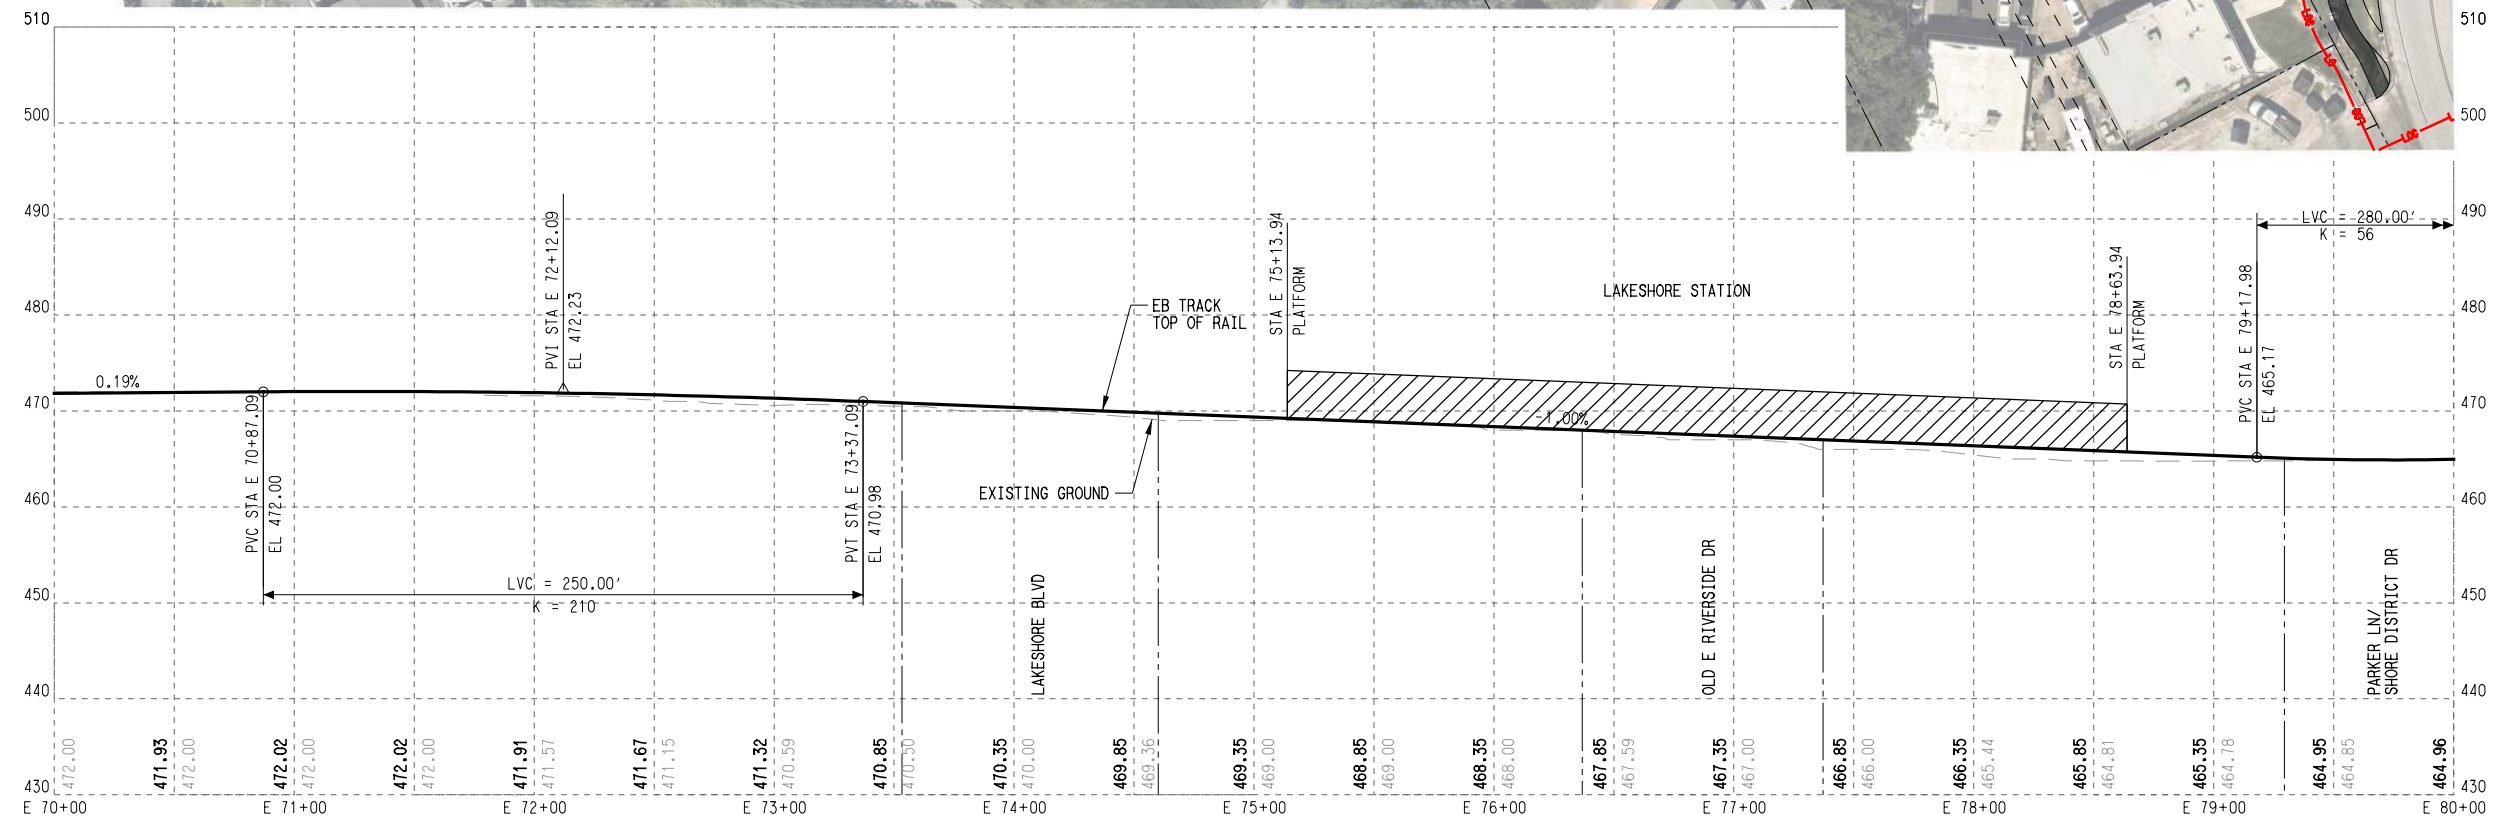 510
510
500
500
490
490
480
480
470
470
460
460
450
450
440
440
430
430
0.19%
PVC STA E 70+87.09
EL 472.00
PVI STA E 72+12.09
EL 472.23
PVT STA E 73+37.09
EL 470.98
LVC = 250.00'
K = 210
EB TRACK
TOP OF RAIL
EXISTING GROUND
LAKESHORE BLVD
STA E 75+13.94
PLATFORM
LAKESHORE STATION
-1.00%
OLD E RIVERSIDE DR
STA E 78+63.94
PLATFORM
PVC STA E 79+17.98
EL 465.17
LVC = 280.00'
K = 56
PARKER LN/
SHORE DISTRICT DR
472.00
471.93
472.00
472.02
472.00
472.02
472.00
471.91
471.57
471.67
471.15
471.32
470.59
470.85
470.50
470.35
470.00
469.85
469.36
469.35
469.00
468.85
469.00
468.35
468.00
467.85
467.59
467.35
467.00
466.85
466.00
466.35
465.44
465.85
464.81
465.35
464.78
464.95
464.85
464.96
E 70+00
E 71+00
E 72+00
E 73+00
E 74+00
E 75+00
E 76+00
E 77+00
E 78+00
E 79+00
E 80+00